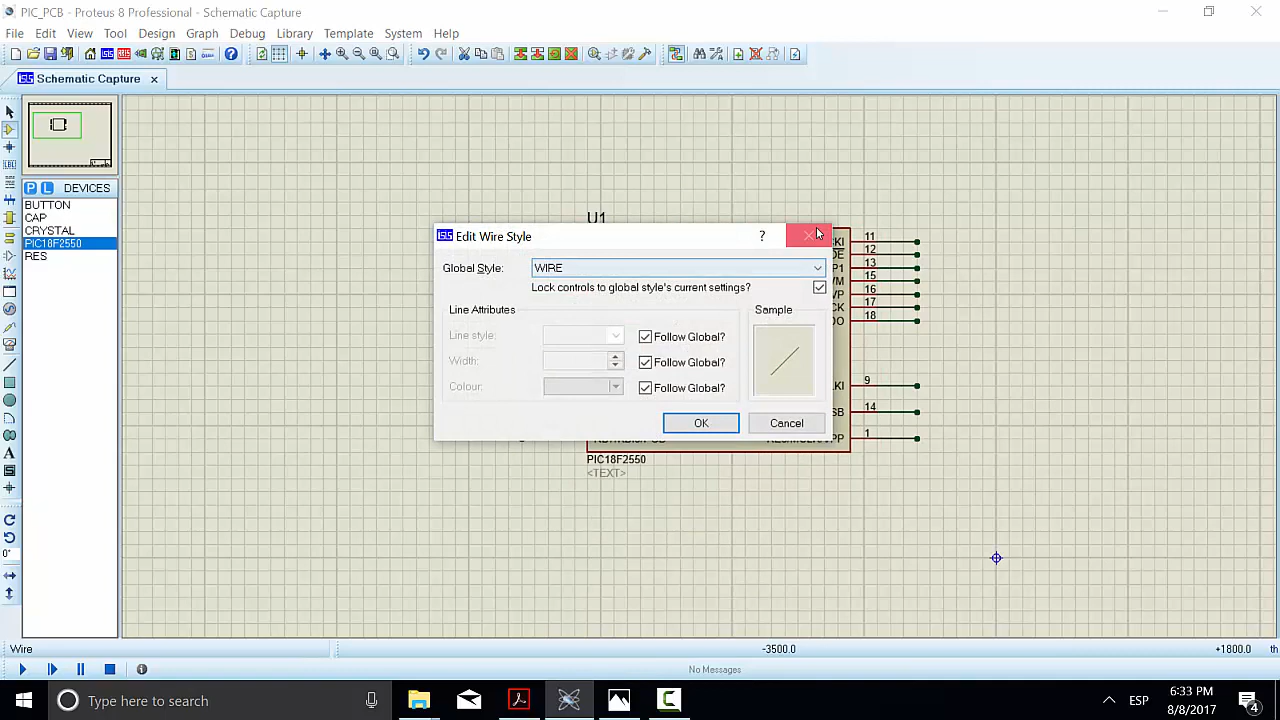 PIC_PCB - Proteus 8 Professional - Schematic Capture
File Edit View Tool Design Graph Debug Library Template System Help
Schematic Capture
P L DEVICES
BUTTON
CAP
CRYSTAL
PIC18F2550
RES
U1
Edit Wire Style
Global Style: WIRE
Lock controls to global style's current settings?
Line Attributes
Sample
Line style: Follow Global?
Width: Follow Global?
Colour: Follow Global?
OK Cancel
11
12
13
15
16
17
18
9
14
1
PIC18F2550
<TEXT>
0°
Wire
-3500.0 +1800.0 th
No Messages
Type here to search
ESP
6:33 PM
8/8/2017
4